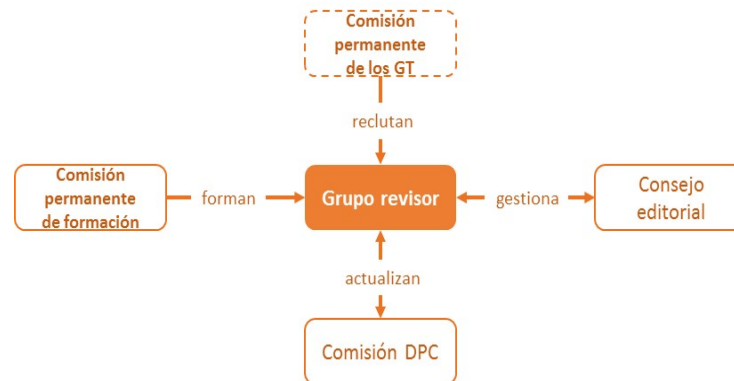 Comisión
permanente
de los GT
reclutan
Comisión
permanente
de formación
forman
Grupo revisor
gestiona
Consejo
editorial
actualizan
Comisión DPC